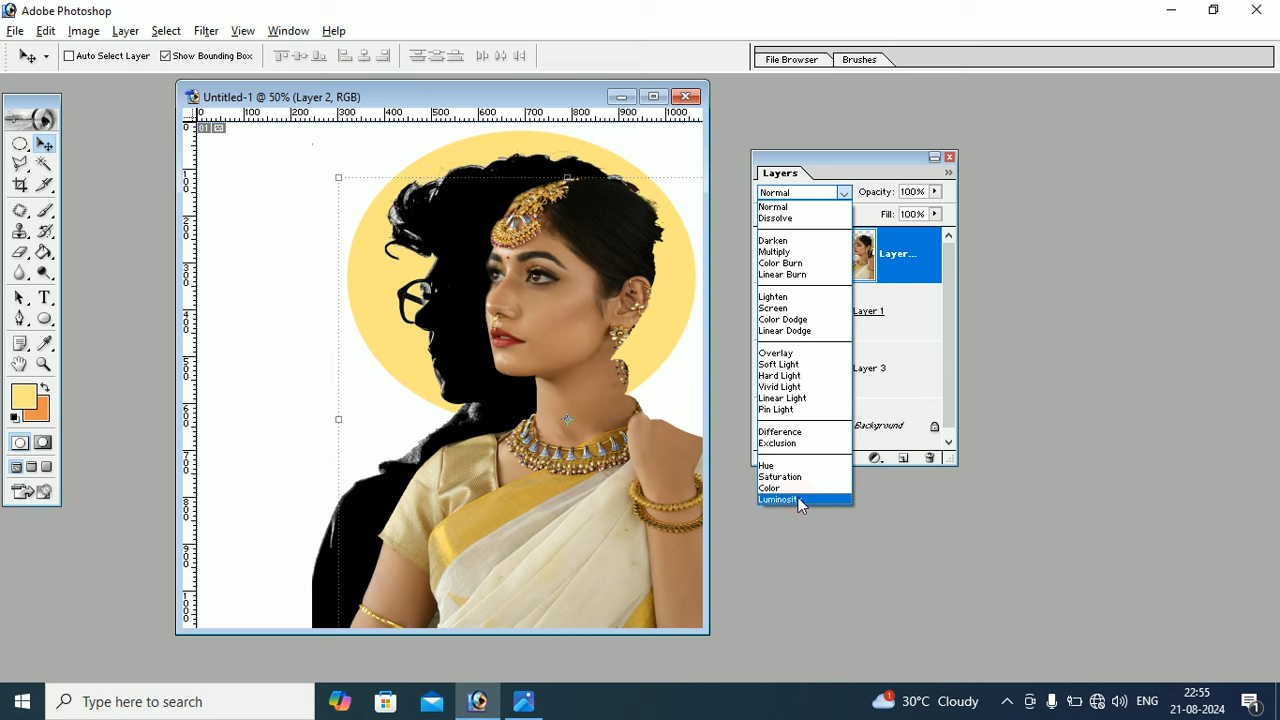 Adobe Photoshop
File Edit Image Layer Select Filter View Window Help
Auto Select Layer Show Bounding Box
File Browser Brushes
Untitled-1 @ 50% (Layer 2, RGB)
0 100 200 300 400 500 600 700 800 900 1000
Layers
Normal Opacity: 100%
Normal
Dissolve
Fill: 100%
Darken
Multiply
Color Burn
Linear Burn
Layer...
Lighten
Screen
Color Dodge
Linear Dodge
Layer 1
Overlay
Soft Light
Hard Light
Vivid Light
Linear Light
Pin Light
Layer 3
Difference
Exclusion
Background
Hue
Saturation
Color
Luminosity
Type here to search
1
30°C Cloudy
ENG
22:55
21-08-2024
1